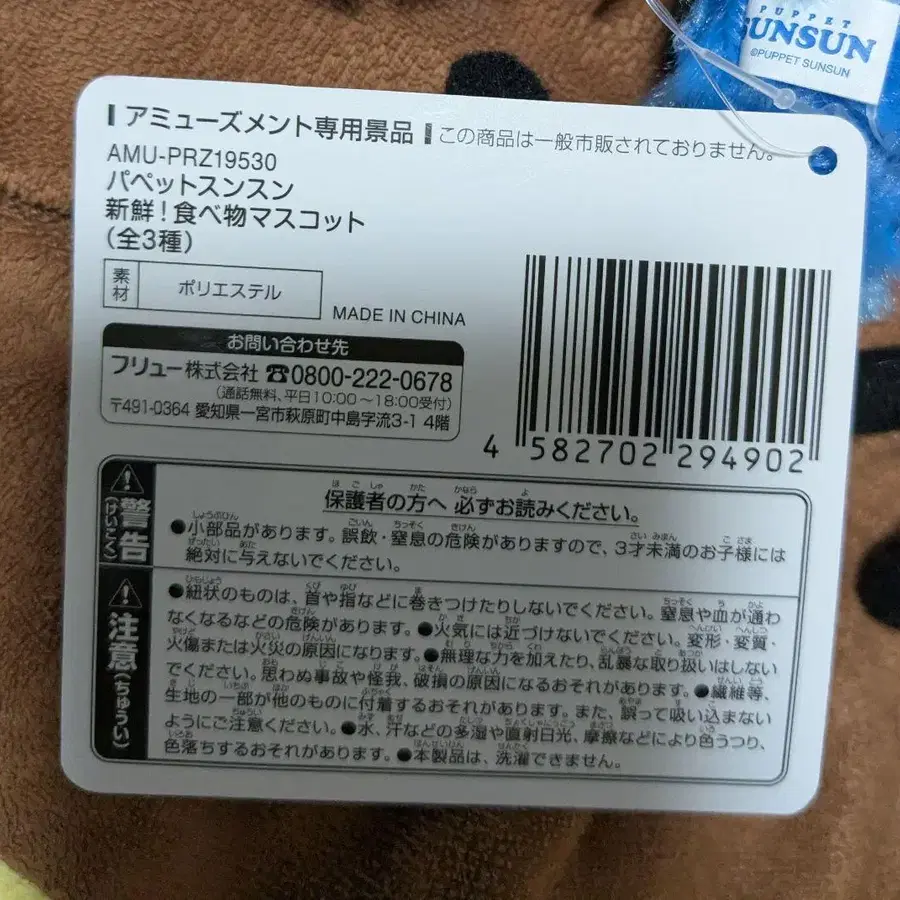 PUPPET
SUNSUN
©PUPPET SUNSUN
アミューズメント専用景品 この商品は一般市販されておりません。
AMU-PRZ19530
パペットスンスン
新鮮!食べ物マスコット
(全3種)
素材 ポリエステル
MADE IN CHINA
お問い合わせ先
フリュー株式会社 ☎0800-222-0678
(通話無料、平日10:00~18:00受付)
〒491-0364 愛知県一宮市萩原町中島字流3-1 4階
4 582702 294902
警告(けいこく)
保護者の方へ 必ずお読みください。
●小部品があります。誤飲・窒息の危険がありますので、3才未満のお子様には
絶対に与えないでください。
注意(ちゅうい)
●紐状のものは、首や指などに巻きつけたりしないでください。窒息や血が通わ
なくなるなどの危険があります。●火気には近づけないでください。変形・変質・
火傷または火災の原因になります。●無理な力を加えたり、乱暴な取り扱いはしない
でください。思わぬ事故や怪我、破損の原因になるおそれがあります。●繊維等、
生地の一部が他のものに付着するおそれがあります。また、誤って吸い込まない
ようにご注意ください。●水、汗などの多湿や直射日光、摩擦などにより色うつり、
色落ちするおそれがあります。●本製品は、洗濯できません。